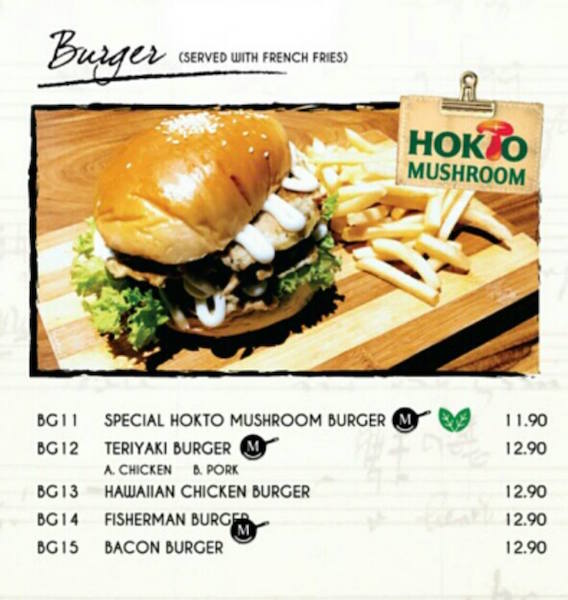 Burger (SERVED WITH FRENCH FRIES)
HOKTO
MUSHROOM
BG11 SPECIAL HOKTO MUSHROOM BURGER M 11.90
BG12 TERIYAKI BURGER M 12.90
A. CHICKEN B. PORK
BG13 HAWAIIAN CHICKEN BURGER 12.90
BG14 FISHERMAN BURGER 12.90
M
BG15 BACON BURGER 12.90